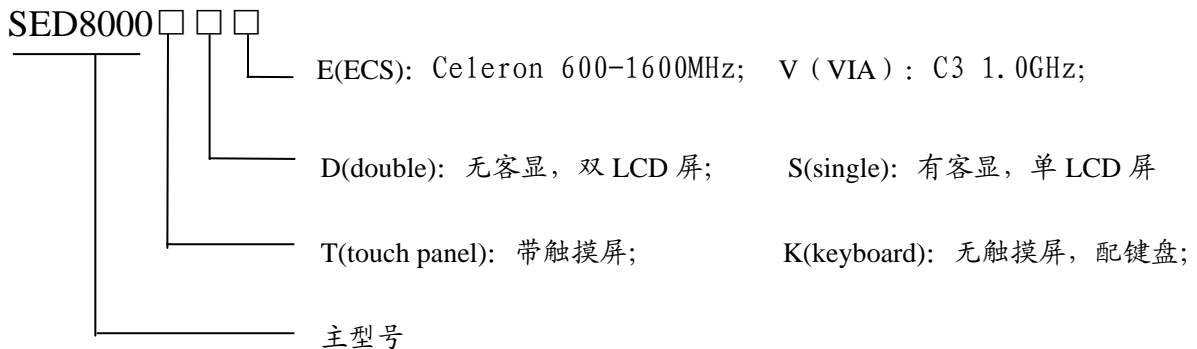 SED8000□□□
E(ECS): Celeron 600-1600MHz; V（VIA）: C3 1.0GHz;
D(double): 无客显，双 LCD 屏; S(single): 有客显，单 LCD 屏
T(touch panel): 带触摸屏; K(keyboard): 无触摸屏，配键盘;
主型号